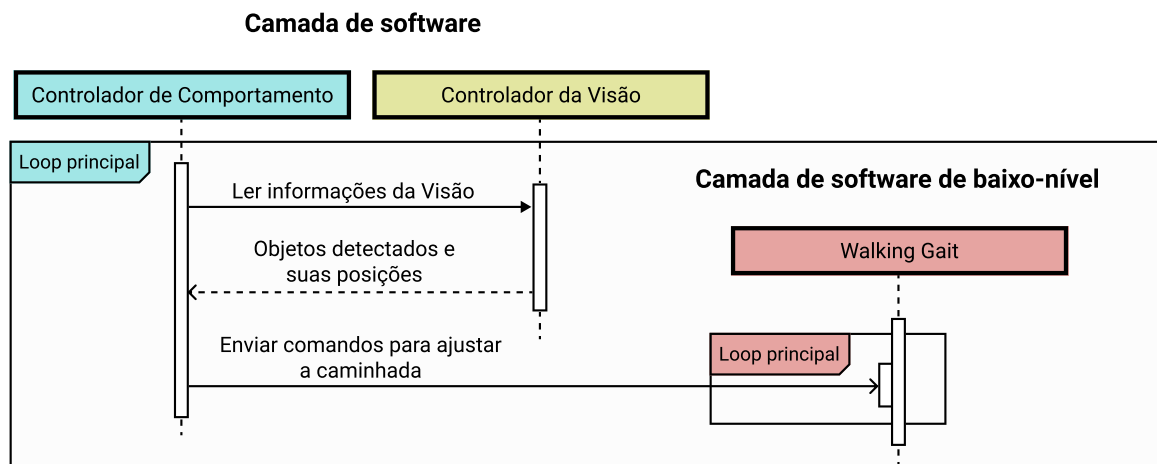 Camada de software
Controlador de Comportamento
Controlador da Visão
Loop principal
Camada de software de baixo-nível
Ler informações da Visão
Walking Gait
Objetos detectados e
suas posições
Enviar comandos para ajustar
a caminhada
Loop principal